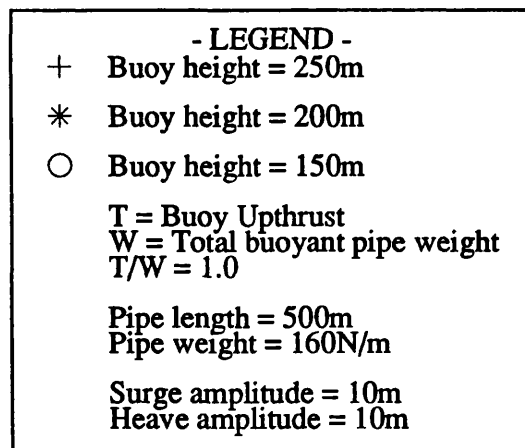 - LEGEND -
+ Buoy height = 250m
* Buoy height = 200m
○ Buoy height = 150m
T = Buoy Upthrust
W = Total buoyant pipe weight
T/W = 1.0
Pipe length = 500m
Pipe weight = 160N/m
Surge amplitude = 10m
Heave amplitude = 10m